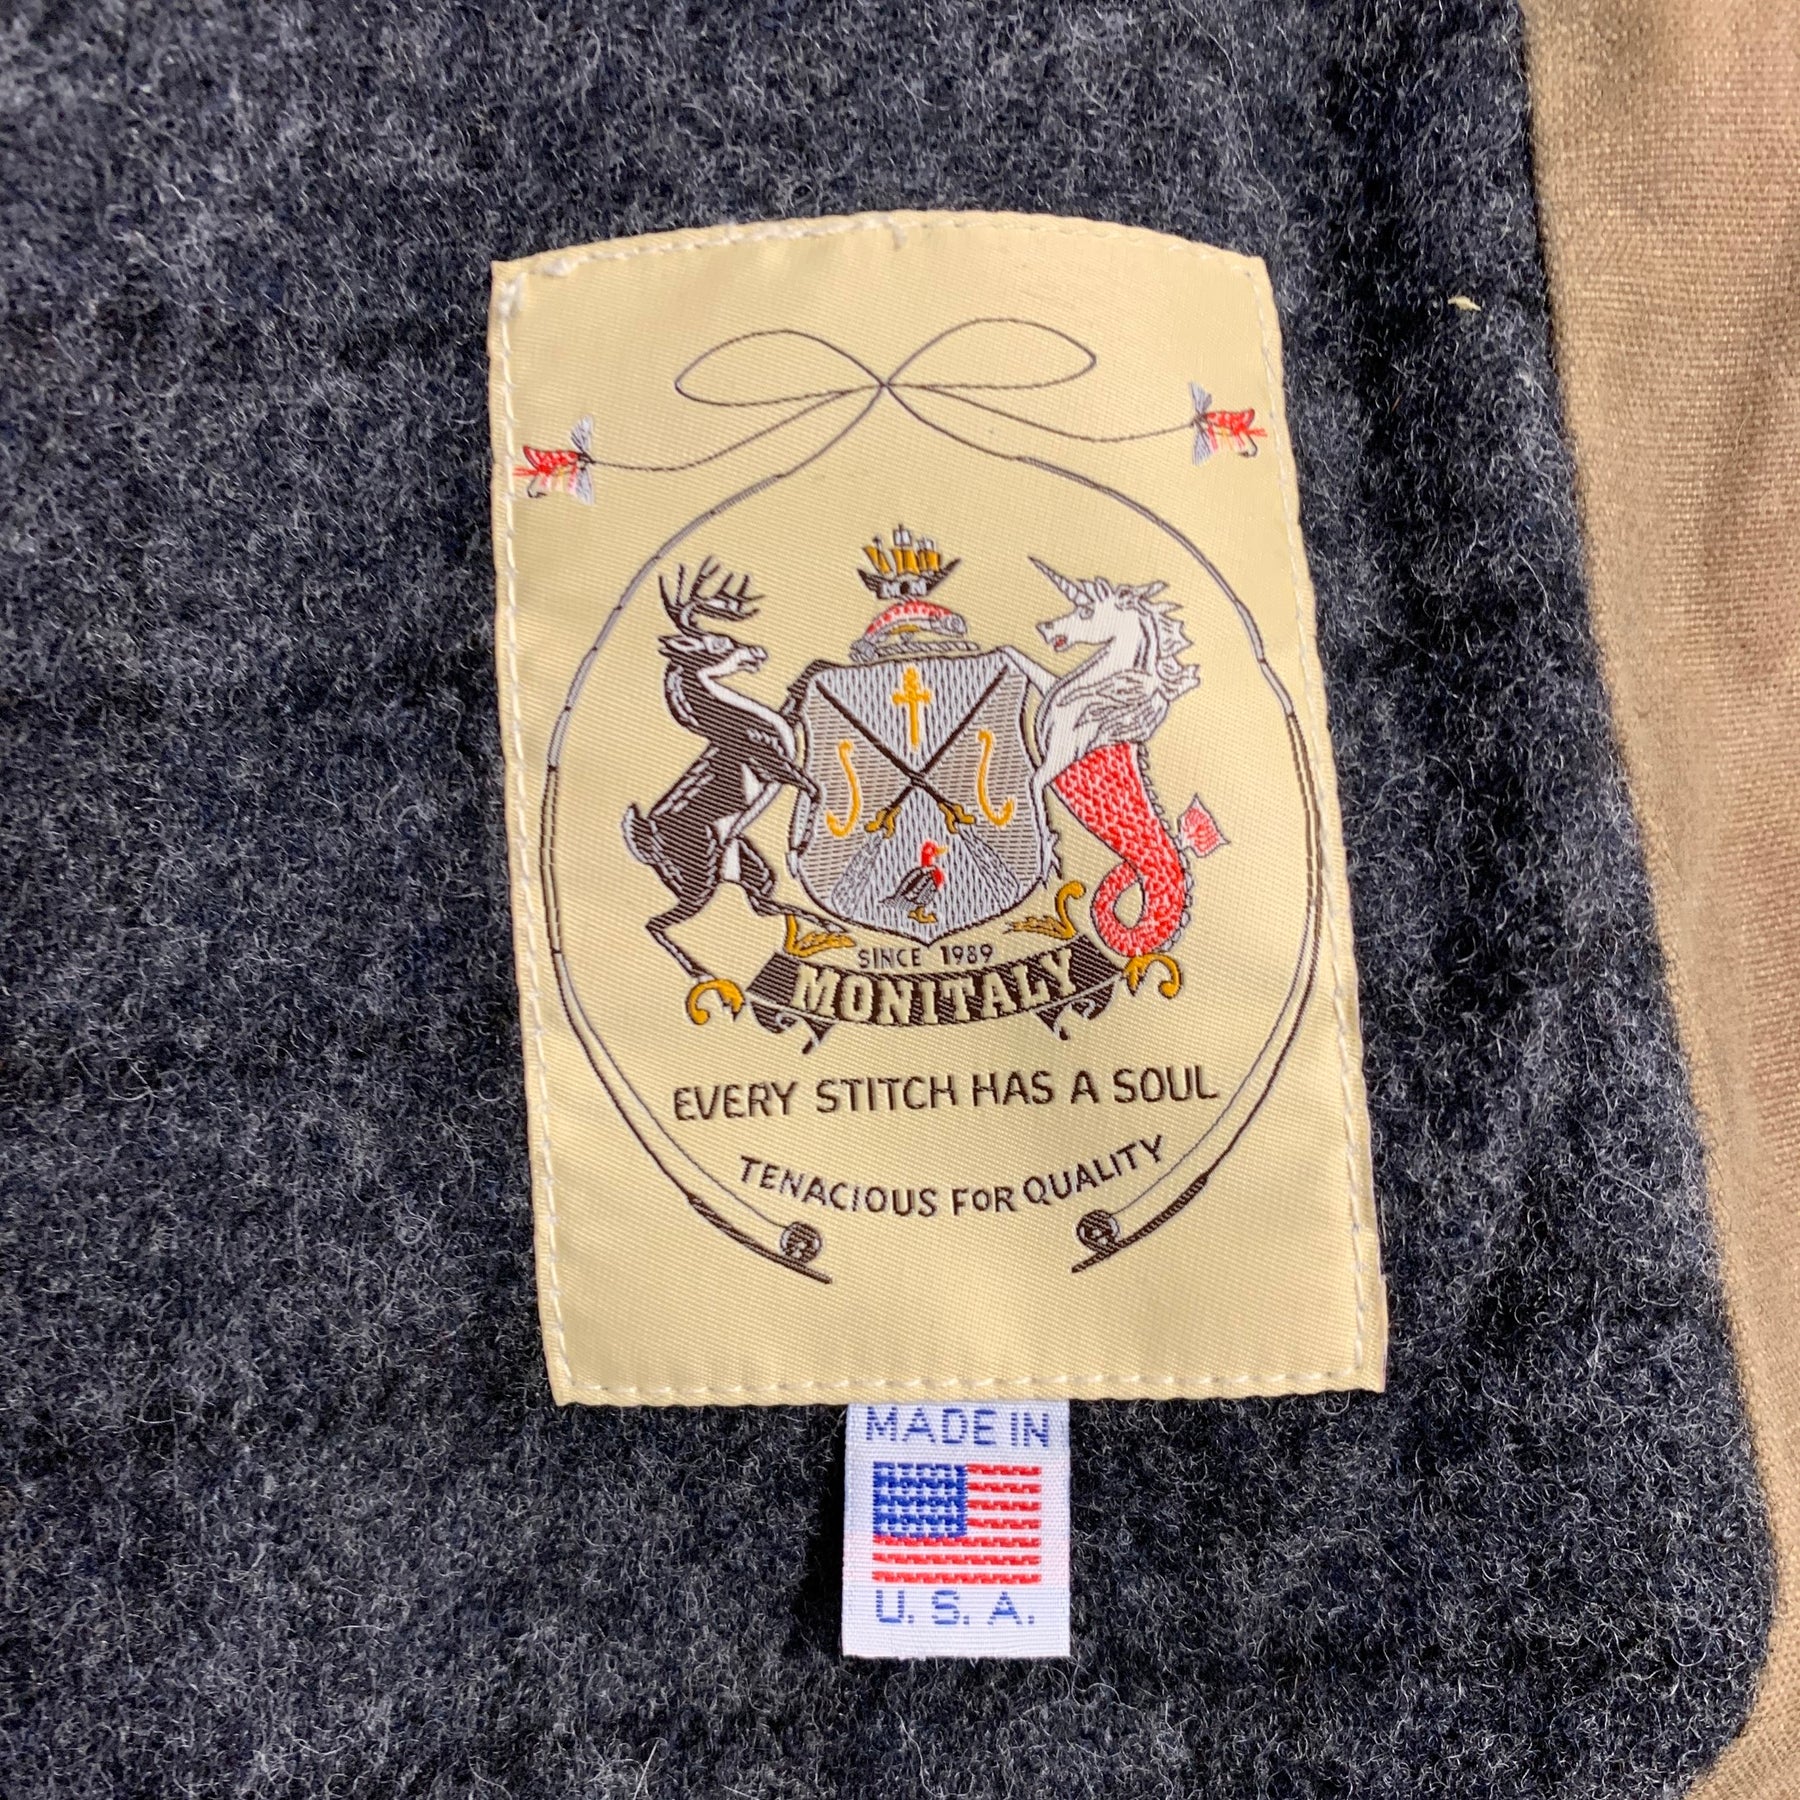 SINCE 1989
MONITALY
EVERY STITCH HAS A SOUL
TENACIOUS FOR QUALITY
MADE IN
U.S.A.